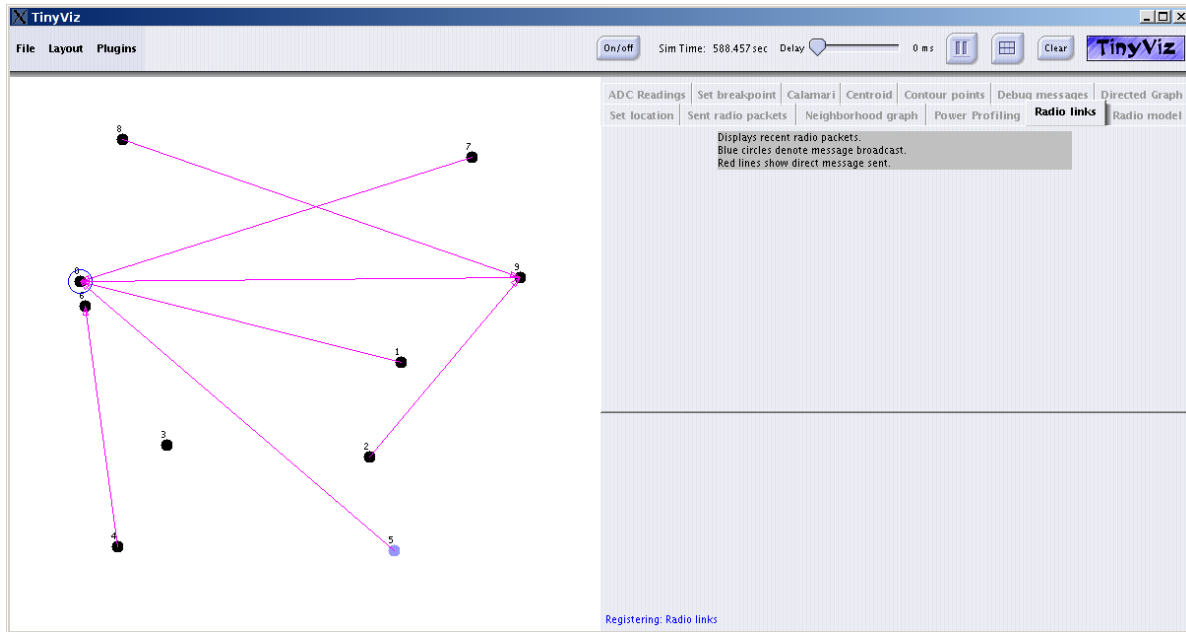 TinyViz
File Layout Plugins
On/off Sim Time: 588.457 sec Delay 0 ms Clear TinyViz
ADC Readings Set breakpoint Calamari Centroid Contour points Debug messages Directed Graph
Set location Sent radio packets Neighborhood graph Power Profiling Radio links Radio model
Displays recent radio packets.
Blue circles denote message broadcast.
Red lines show direct message sent.
8
7
0
9
6
1
3
2
4
5
Registering: Radio links